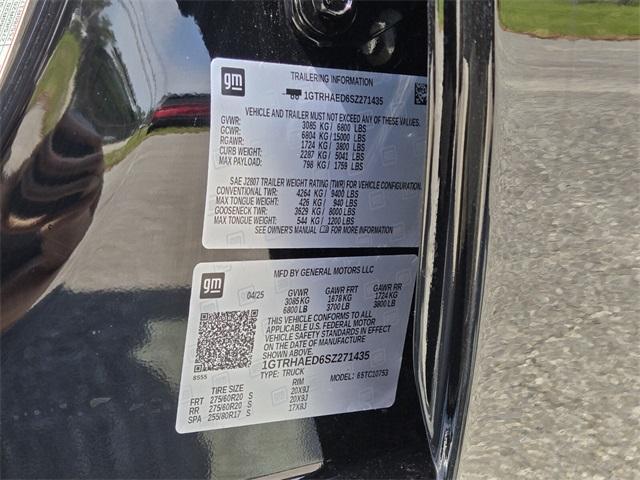 gm
TRAILERING INFORMATION
1GTRHAED6SZ271435
VEHICLE AND TRAILER MUST NOT EXCEED ANY OF THESE VALUES.
GVWR: 3085 KG / 6800 LBS
GCWR: 6804 KG / 15000 LBS
RGAWR: 1724 KG / 3800 LBS
CURB WEIGHT: 2287 KG / 5041 LBS
MAX PAYLOAD: 798 KG / 1759 LBS
SAE J2807 TRAILER WEIGHT RATING (TWR) FOR VEHICLE CONFIGURATION.
CONVENTIONAL TWR: 4264 KG / 9400 LBS
MAX TONGUE WEIGHT: 426 KG / 940 LBS
GOOSENECK TWR: 3629 KG / 8000 LBS
MAX TONGUE WEIGHT: 544 KG / 1200 LBS
SEE OWNER'S MANUAL FOR MORE INFORMATION
gm
MFD BY GENERAL MOTORS LLC
04/25 GVWR GAWR FRT GAWR RR
3085 KG 1678 KG 1724 KG
6800 LB 3700 LB 3800 LB
THIS VEHICLE CONFORMS TO ALL
APPLICABLE U.S. FEDERAL MOTOR
VEHICLE SAFETY STANDARDS IN EFFECT
ON THE DATE OF MANUFACTURE
SHOWN ABOVE.
1GTRHAED6SZ271435
8555 TYPE: TRUCK MODEL: 65TC10753
TIRE SIZE RIM
FRT 275/60R20 S 20X9J
RR 275/60R20 S 20X9J
SPA 255/80R17 S 17X8J